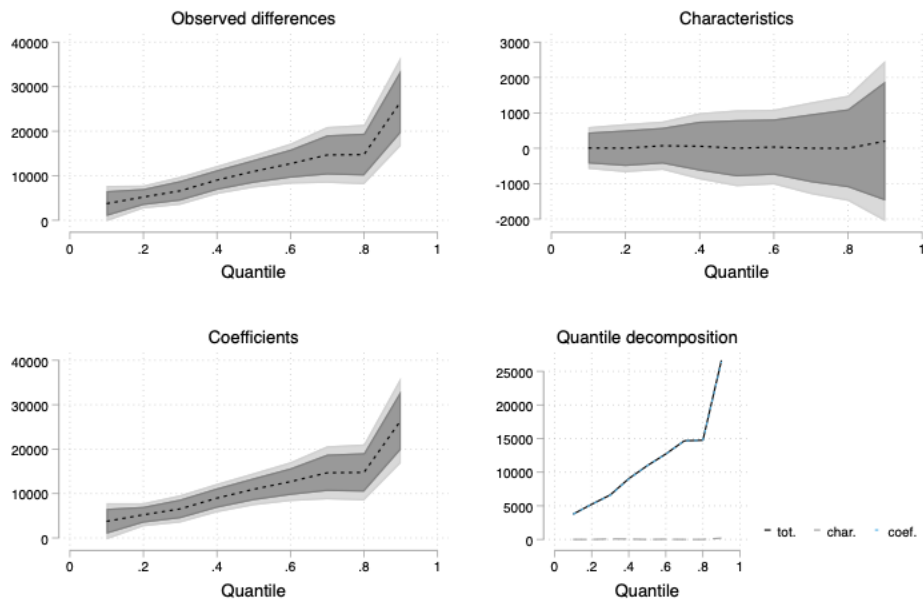 Observed differences
40000
30000
20000
10000
0
0 .2 .4 .6 .8 1
Quantile
Characteristics
3000
2000
1000
0
-1000
-2000
0 .2 .4 .6 .8 1
Quantile
Coefficients
40000
30000
20000
10000
0
0 .2 .4 .6 .8 1
Quantile
Quantile decomposition
25000
20000
15000
10000
5000
0
0 .2 .4 .6 .8 1
Quantile
tot. char. coef.